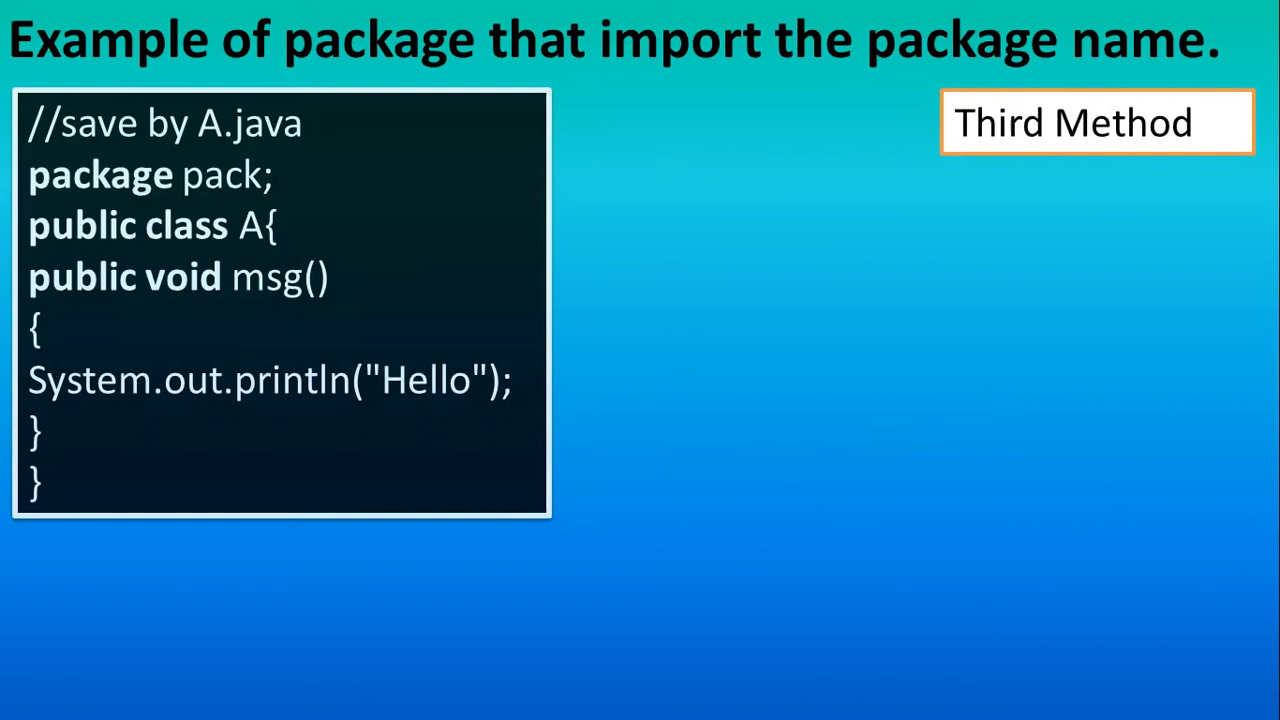 Example of package that import the package name.
//save by A.java
package pack;
public class A{
public void msg()
{
System.out.println("Hello");
}
}
Third Method